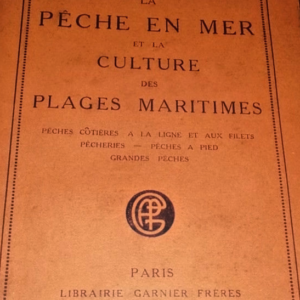 LA
PÊCHE EN MER
ET LA
CULTURE
DES
PLAGES MARITIMES
PÊCHES CÔTIÈRES A LA LIGNE ET AUX FILETS
PÊCHERIES — PÊCHES A PIED
GRANDES PÊCHES
PARIS
LIBRAIRIE GARNIER FRÈRES